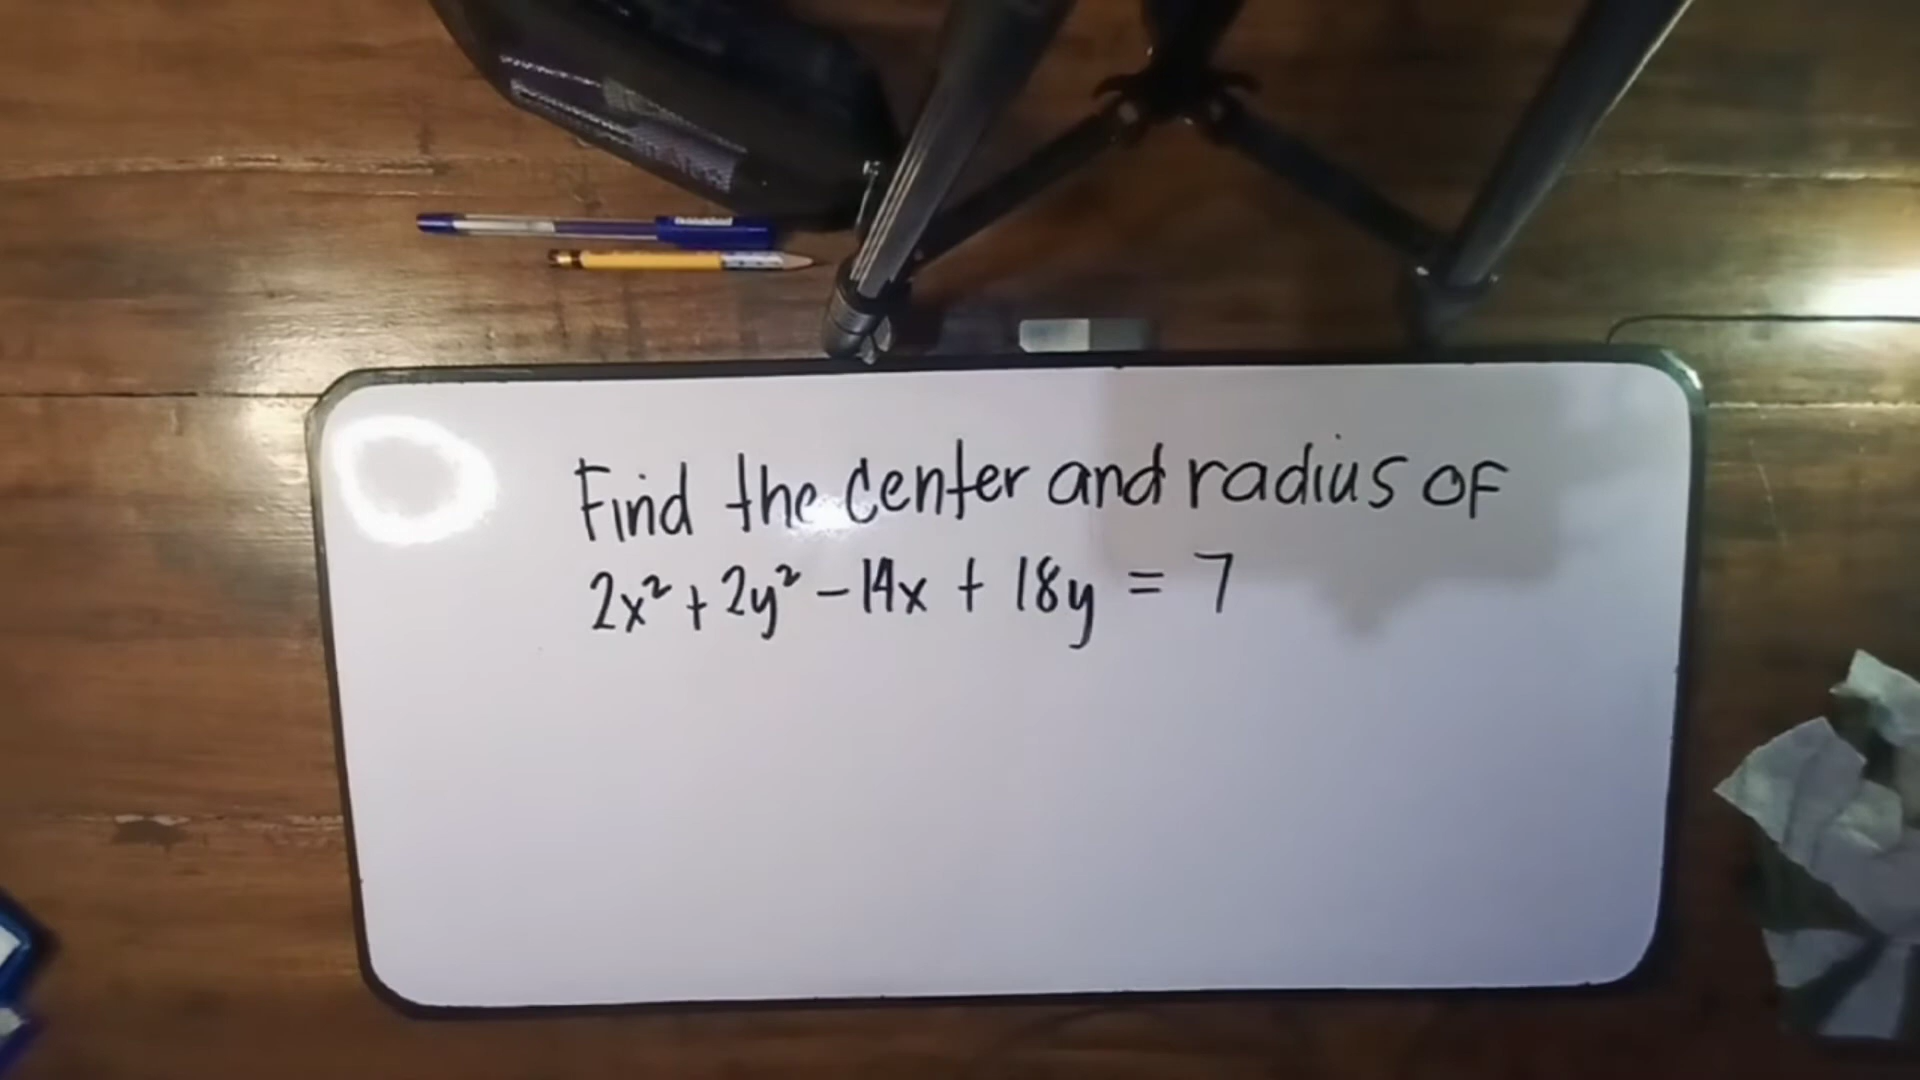 Find the center and radius of
2x² + 2y² - 14x + 18y = 7